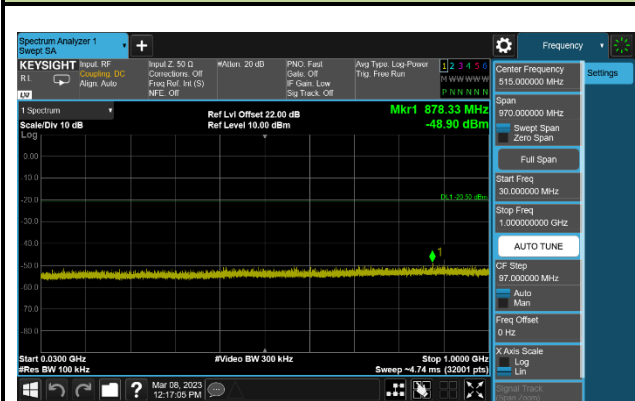 Spectrum Analyzer 1
Swept SA
+
Frequency
KEYSIGHT
RL
Input: RF
Coupling: DC
Align: Auto
Input Z: 50 Ω
Corrections: Off
Freq Ref: Int (S)
NFE: Off
#Atten: 20 dB
PNO: Fast
Gate: Off
IF Gain: Low
Sig Track: Off
Avg Type: Log-Power
Trig: Free Run
1 2 3 4 5 6
M W W W W W
P N N N N N
LVI
1 Spectrum
Scale/Div 10 dB
Log
Ref Lvl Offset 22.00 dB
Ref Level 10.00 dBm
Mkr1 878.33 MHz
-48.90 dBm
0.00
-10.0
-20.0
DL1 -20.50 dBm
-30.0
-40.0
1
-50.0
-60.0
-70.0
-80.0
Start 0.0300 GHz
#Res BW 100 kHz
#Video BW 300 kHz
Stop 1.0000 GHz
Sweep ~4.74 ms (32001 pts)
Center Frequency
515.000000 MHz
Settings
Span
970.000000 MHz
Swept Span
Zero Span
Full Span
Start Freq
30.000000 MHz
Stop Freq
1.000000000 GHz
AUTO TUNE
CF Step
97.000000 MHz
Auto
Man
Freq Offset
0 Hz
X Axis Scale
Log
Lin
Signal Track
(Span Zoom)
?
Mar 08, 2023
12:17:05 PM